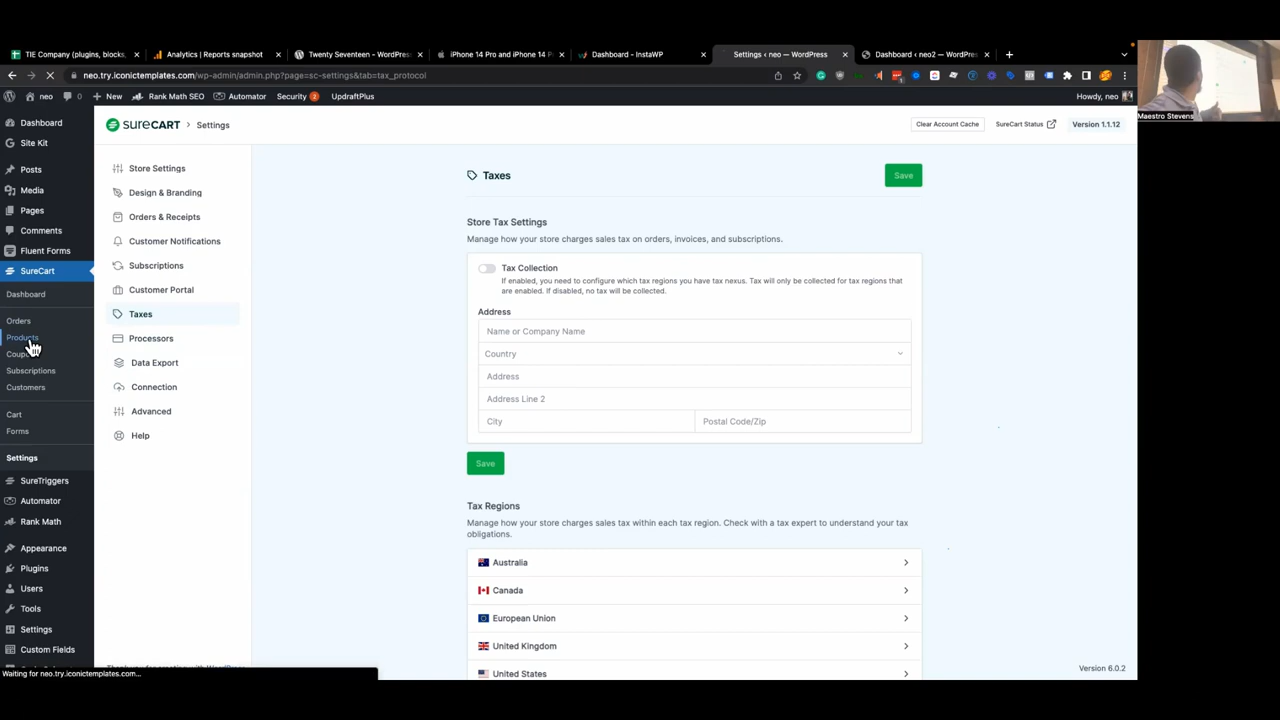 TIE Company (plugins, blocks,
Analytics | Reports snapshot
Twenty Seventeen – WordPres
iPhone 14 Pro and iPhone 14 P
Dashboard - InstaWP
Settings ‹ neo — WordPress
Dashboard ‹ neo2 — WordPres
neo.try.iconictemplates.com/wp-admin/admin.php?page=sc-settings&tab=tax_protocol
neo
0
New
Rank Math SEO
Automator
Security 2
UpdraftPlus
Howdy, neo
Maestro Stevens
Dashboard
Site Kit
Posts
Media
Pages
Comments
Fluent Forms
SureCart
Dashboard
Orders
Products
Coup
Subscriptions
Customers
Cart
Forms
Settings
SureTriggers
Automator
Rank Math
Appearance
Plugins
Users
Tools
Settings
Custom Fields
Waiting for neo.try.iconictemplates.com...
SURECART
Settings
Clear Account Cache
SureCart Status
Version 1.1.12
Store Settings
Design & Branding
Orders & Receipts
Customer Notifications
Subscriptions
Customer Portal
Taxes
Processors
Data Export
Connection
Advanced
Help
Taxes
Save
Store Tax Settings
Manage how your store charges sales tax on orders, invoices, and subscriptions.
Tax Collection
If enabled, you need to configure which tax regions you have tax nexus. Tax will only be collected for tax regions that
are enabled. If disabled, no tax will be collected.
Address
Name or Company Name
Country
Address
Address Line 2
City
Postal Code/Zip
Save
Tax Regions
Manage how your store charges sales tax within each tax region. Check with a tax expert to understand your tax
obligations.
Australia
Canada
European Union
United Kingdom
United States
Version 6.0.2